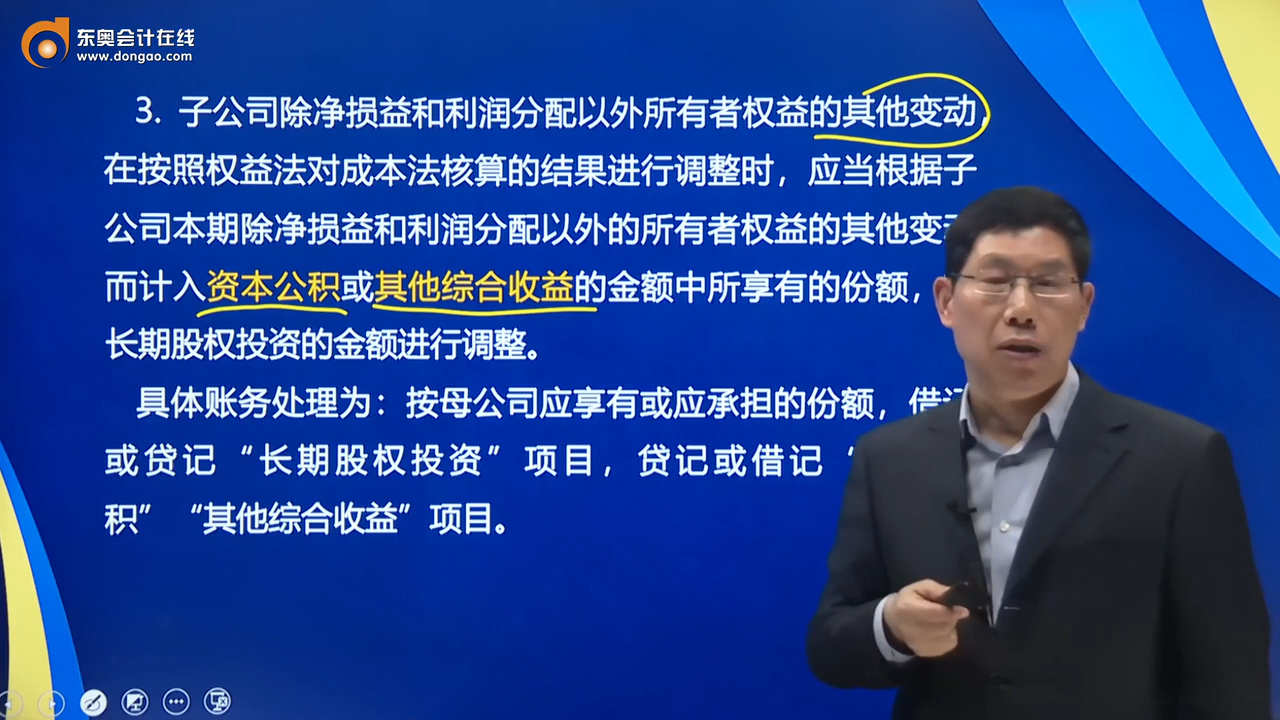 东奥会计在线
www.dongao.com
3. 子公司除净损益和利润分配以外所有者权益的其他变动，
在按照权益法对成本法核算的结果进行调整时，应当根据子
公司本期除净损益和利润分配以外的所有者权益的其他变
而计入资本公积或其他综合收益的金额中所享有的份额，
长期股权投资的金额进行调整。
具体账务处理为：按母公司应享有或应承担的份额，借
或贷记“长期股权投资”项目，贷记或借记“
积”“其他综合收益”项目。